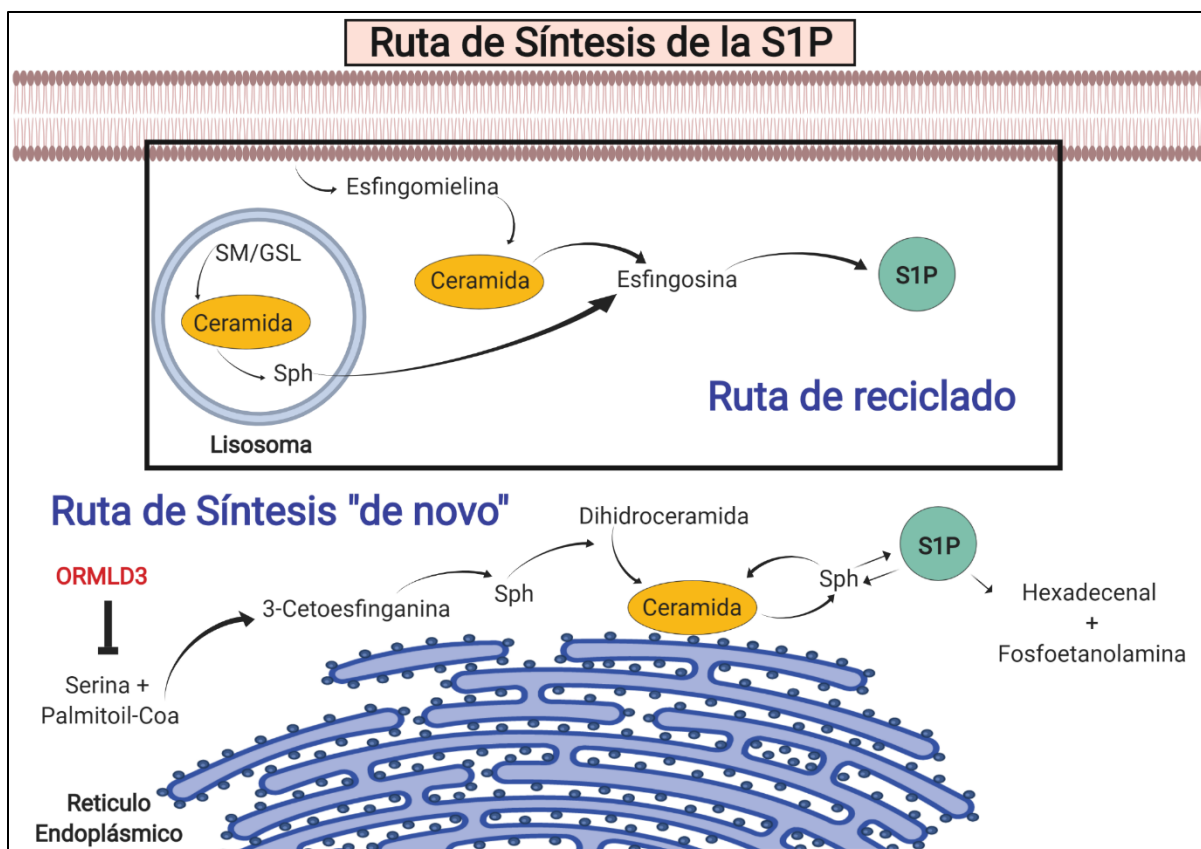 Ruta de Síntesis de la S1P
Esfingomielina
SM/GSL
Ceramida
Ceramida
Esfingosina
S1P
Sph
Ruta de reciclado
Lisosoma
Ruta de Síntesis "de novo"
Dihidroceramida
S1P
ORMLD3
Sph
Sph
3-Cetoesfinganina
Ceramida
Hexadecenal
+
Fosfoetanolamina
Serina +
Palmitoil-Coa
Reticulo
Endoplásmico